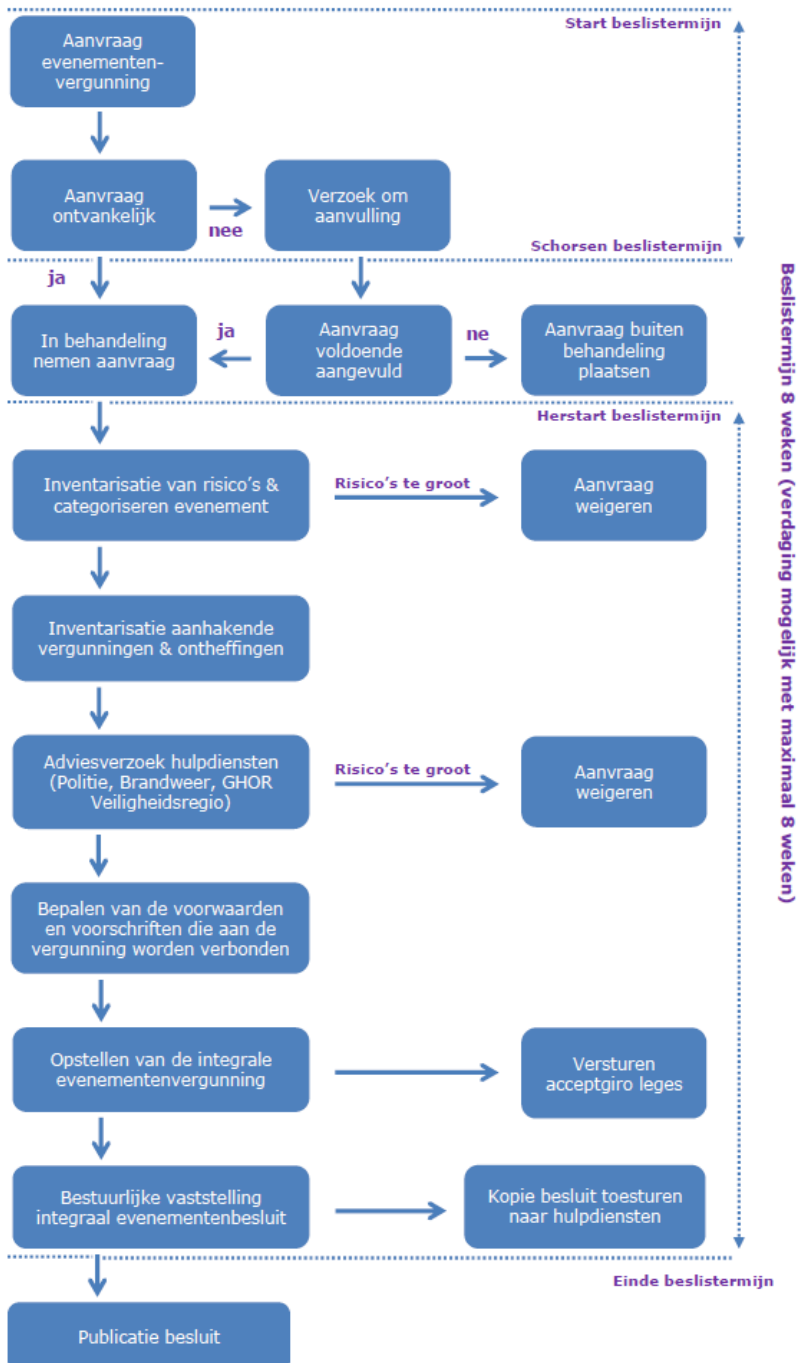 Start beslistermijn
Aanvraag
evenementen-
vergunning
Aanvraag
ontvankelijk
nee
Verzoek om
aanvulling
Schorsen beslistermijn
ja
In behandeling
nemen aanvraag
ja
Aanvraag
voldoende
aangevuld
ne
Aanvraag buiten
behandeling
plaatsen
Herstart beslistermijn
Inventarisatie van risico's &
categoriseren evenement
Risico's te groot
Aanvraag
weigeren
Inventarisatie aanhakende
vergunningen & ontheffingen
Adviesverzoek hulpdiensten
(Politie, Brandweer, GHOR
Veiligheidsregio)
Risico's te groot
Aanvraag
weigeren
Bepalen van de voorwaarden
en voorschriften die aan de
vergunning worden verbonden
Opstellen van de integrale
evenementenvergunning
Versturen
acceptgiro leges
Bestuurlijke vaststelling
integraal evenementenbesluit
Kopie besluit toesturen
naar hulpdiensten
Einde beslistermijn
Publicatie besluit
Beslistermijn 8 weken (verdaging mogelijk met maximaal 8 weken)